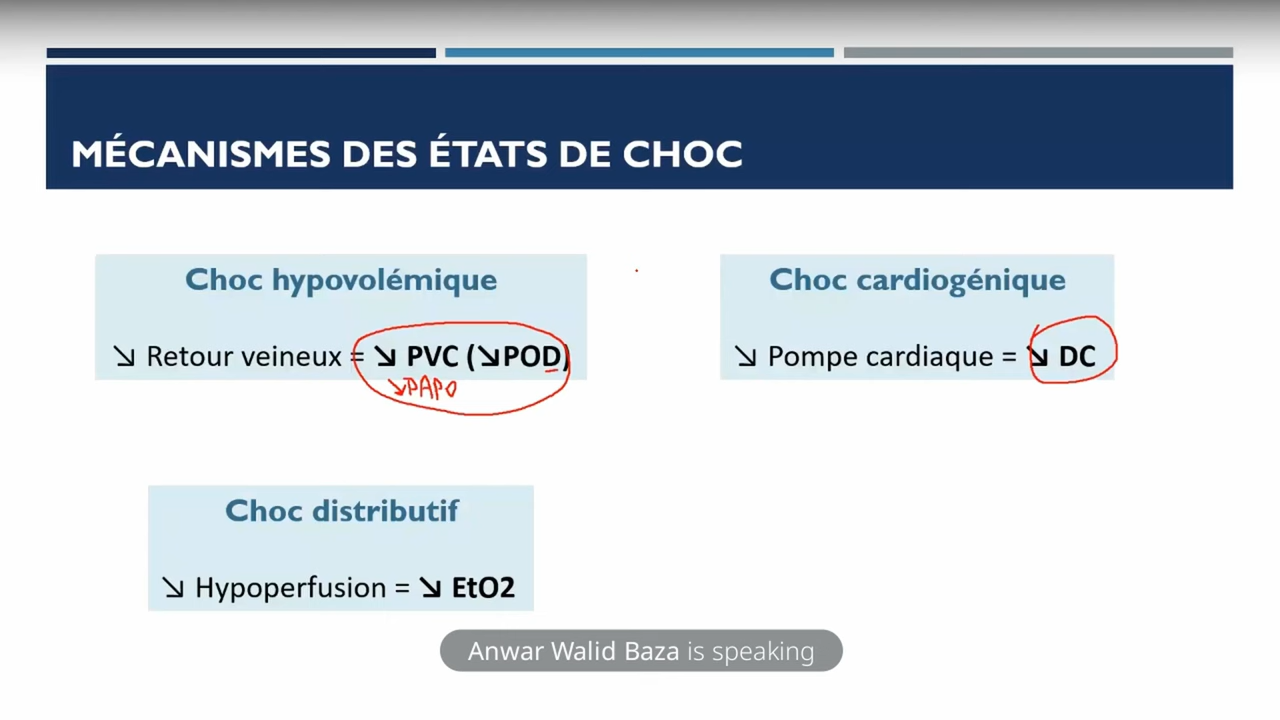 MÉCANISMES DES ÉTATS DE CHOC
Choc hypovolémique
↘ Retour veineux = ↘ PVC (↘POD)
↘PAPO
Choc cardiogénique
↘ Pompe cardiaque = ↘ DC
Choc distributif
↘ Hypoperfusion = ↘ EtO2
Anwar Walid Baza is speaking